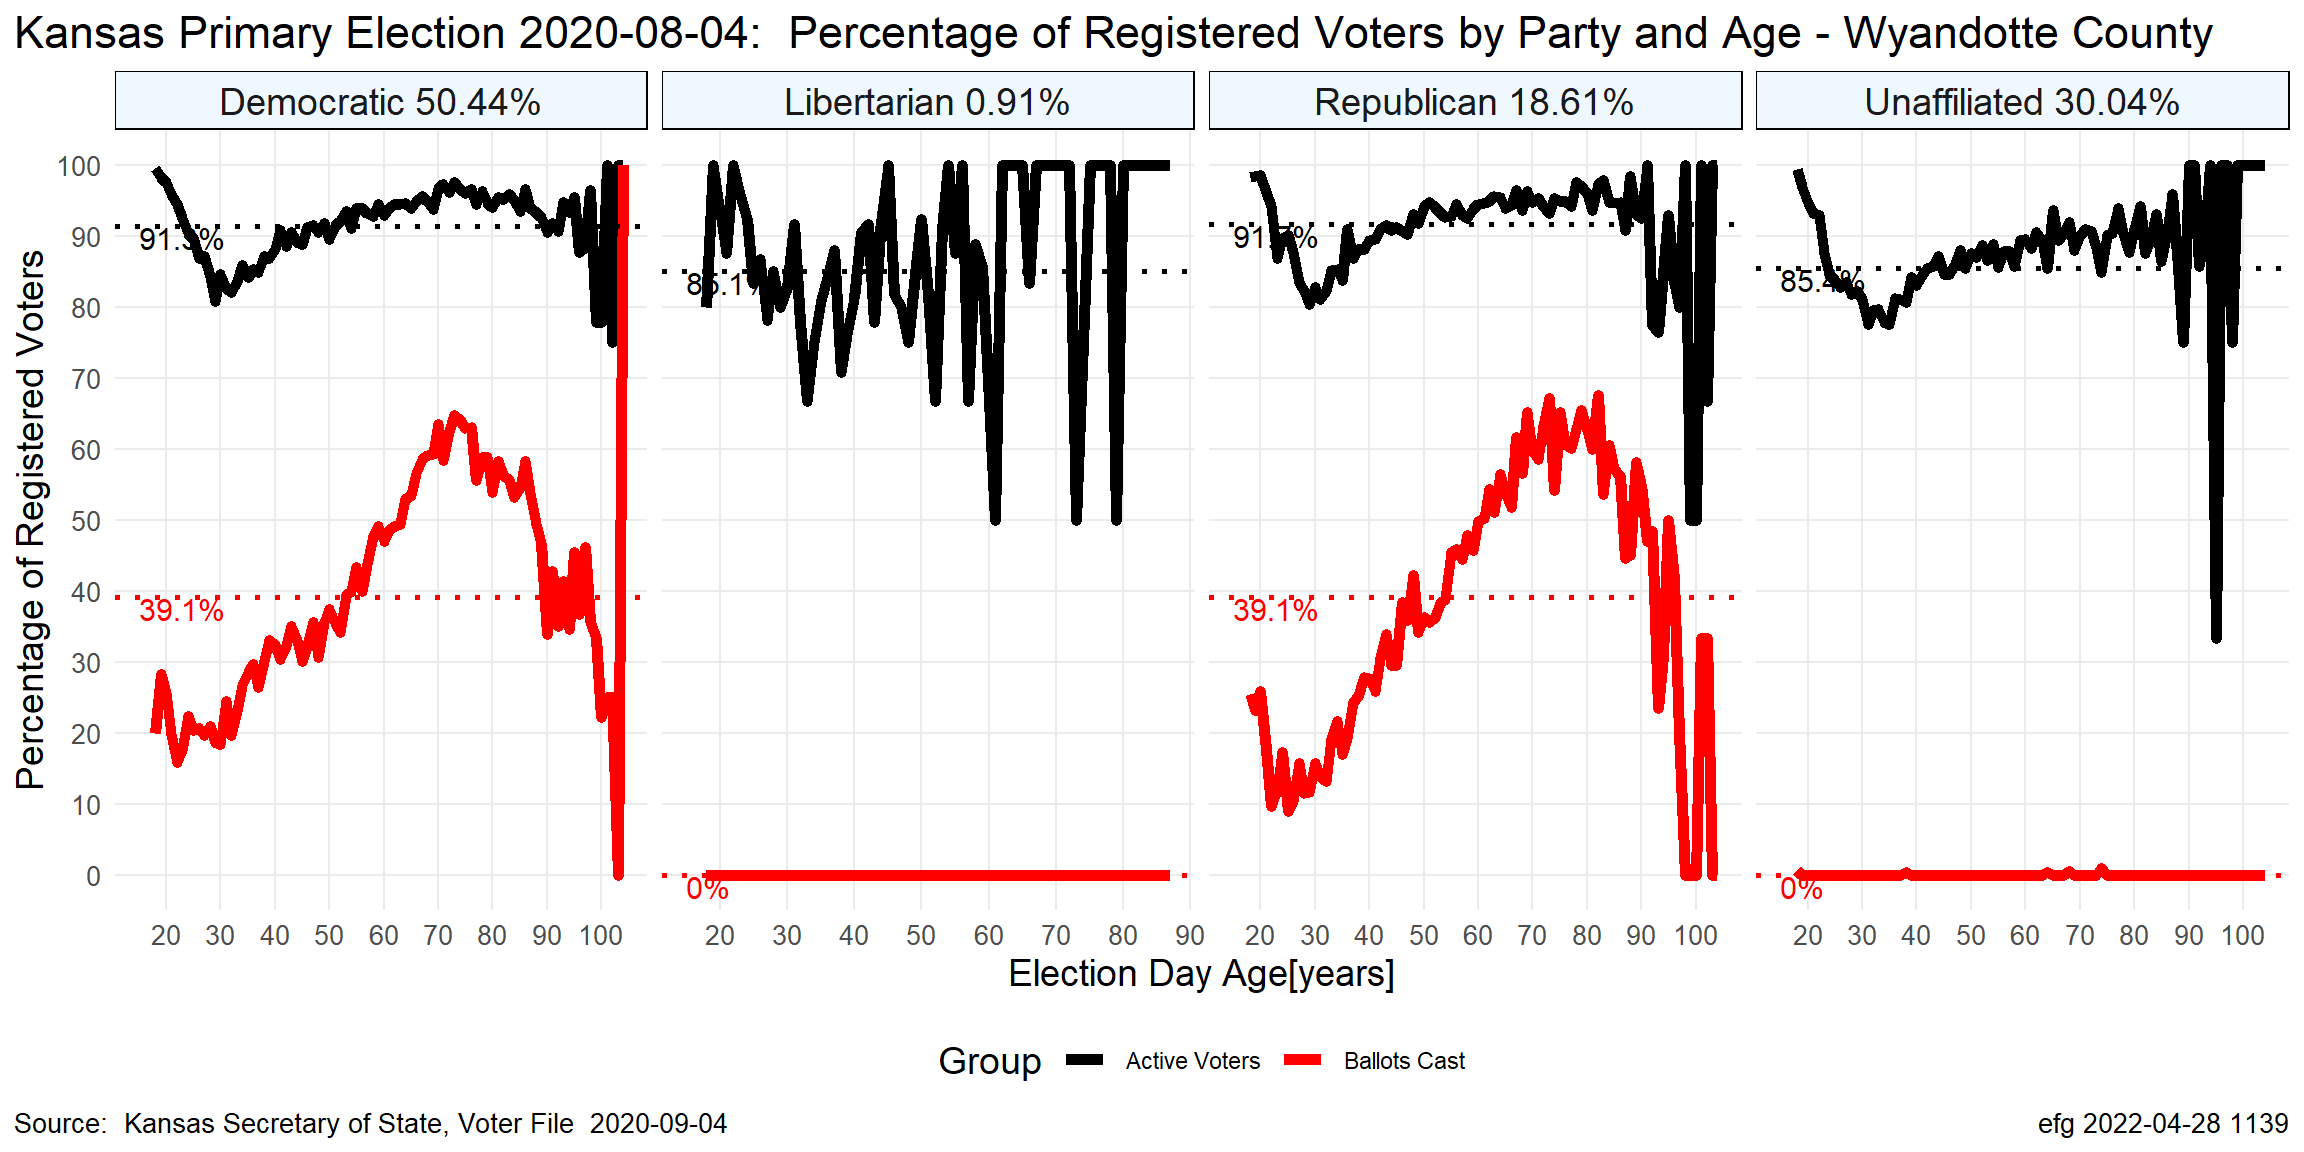 Kansas Primary Election 2020-08-04:  Percentage of Registered Voters by Party and Age - Wyandotte County
Democratic 50.44%
Libertarian 0.91%
Republican 18.61%
Unaffiliated 30.04%
Percentage of Registered Voters
100
90
80
70
60
50
40
30
20
10
0
39.1%
85.1%
0%
39.1%
85.4%
0%
20 30 40 50 60 70 80 90 100
20 30 40 50 60 70 80 90
20 30 40 50 60 70 80 90 100
20 30 40 50 60 70 80 90 100
Election Day Age[years]
Group Active Voters Ballots Cast
Source:  Kansas Secretary of State, Voter File  2020-09-04
efg 2022-04-28 1139